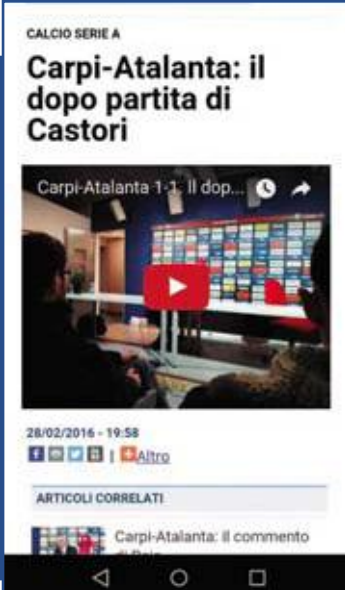 CALCIO SERIE A
Carpi-Atalanta: il
dopo partita di
Castori
Carpi-Atalanta 1-1: Il dop...
28/02/2016 - 19:58
| Altro
ARTICOLI CORRELATI
Carpi-Atalanta: il commento